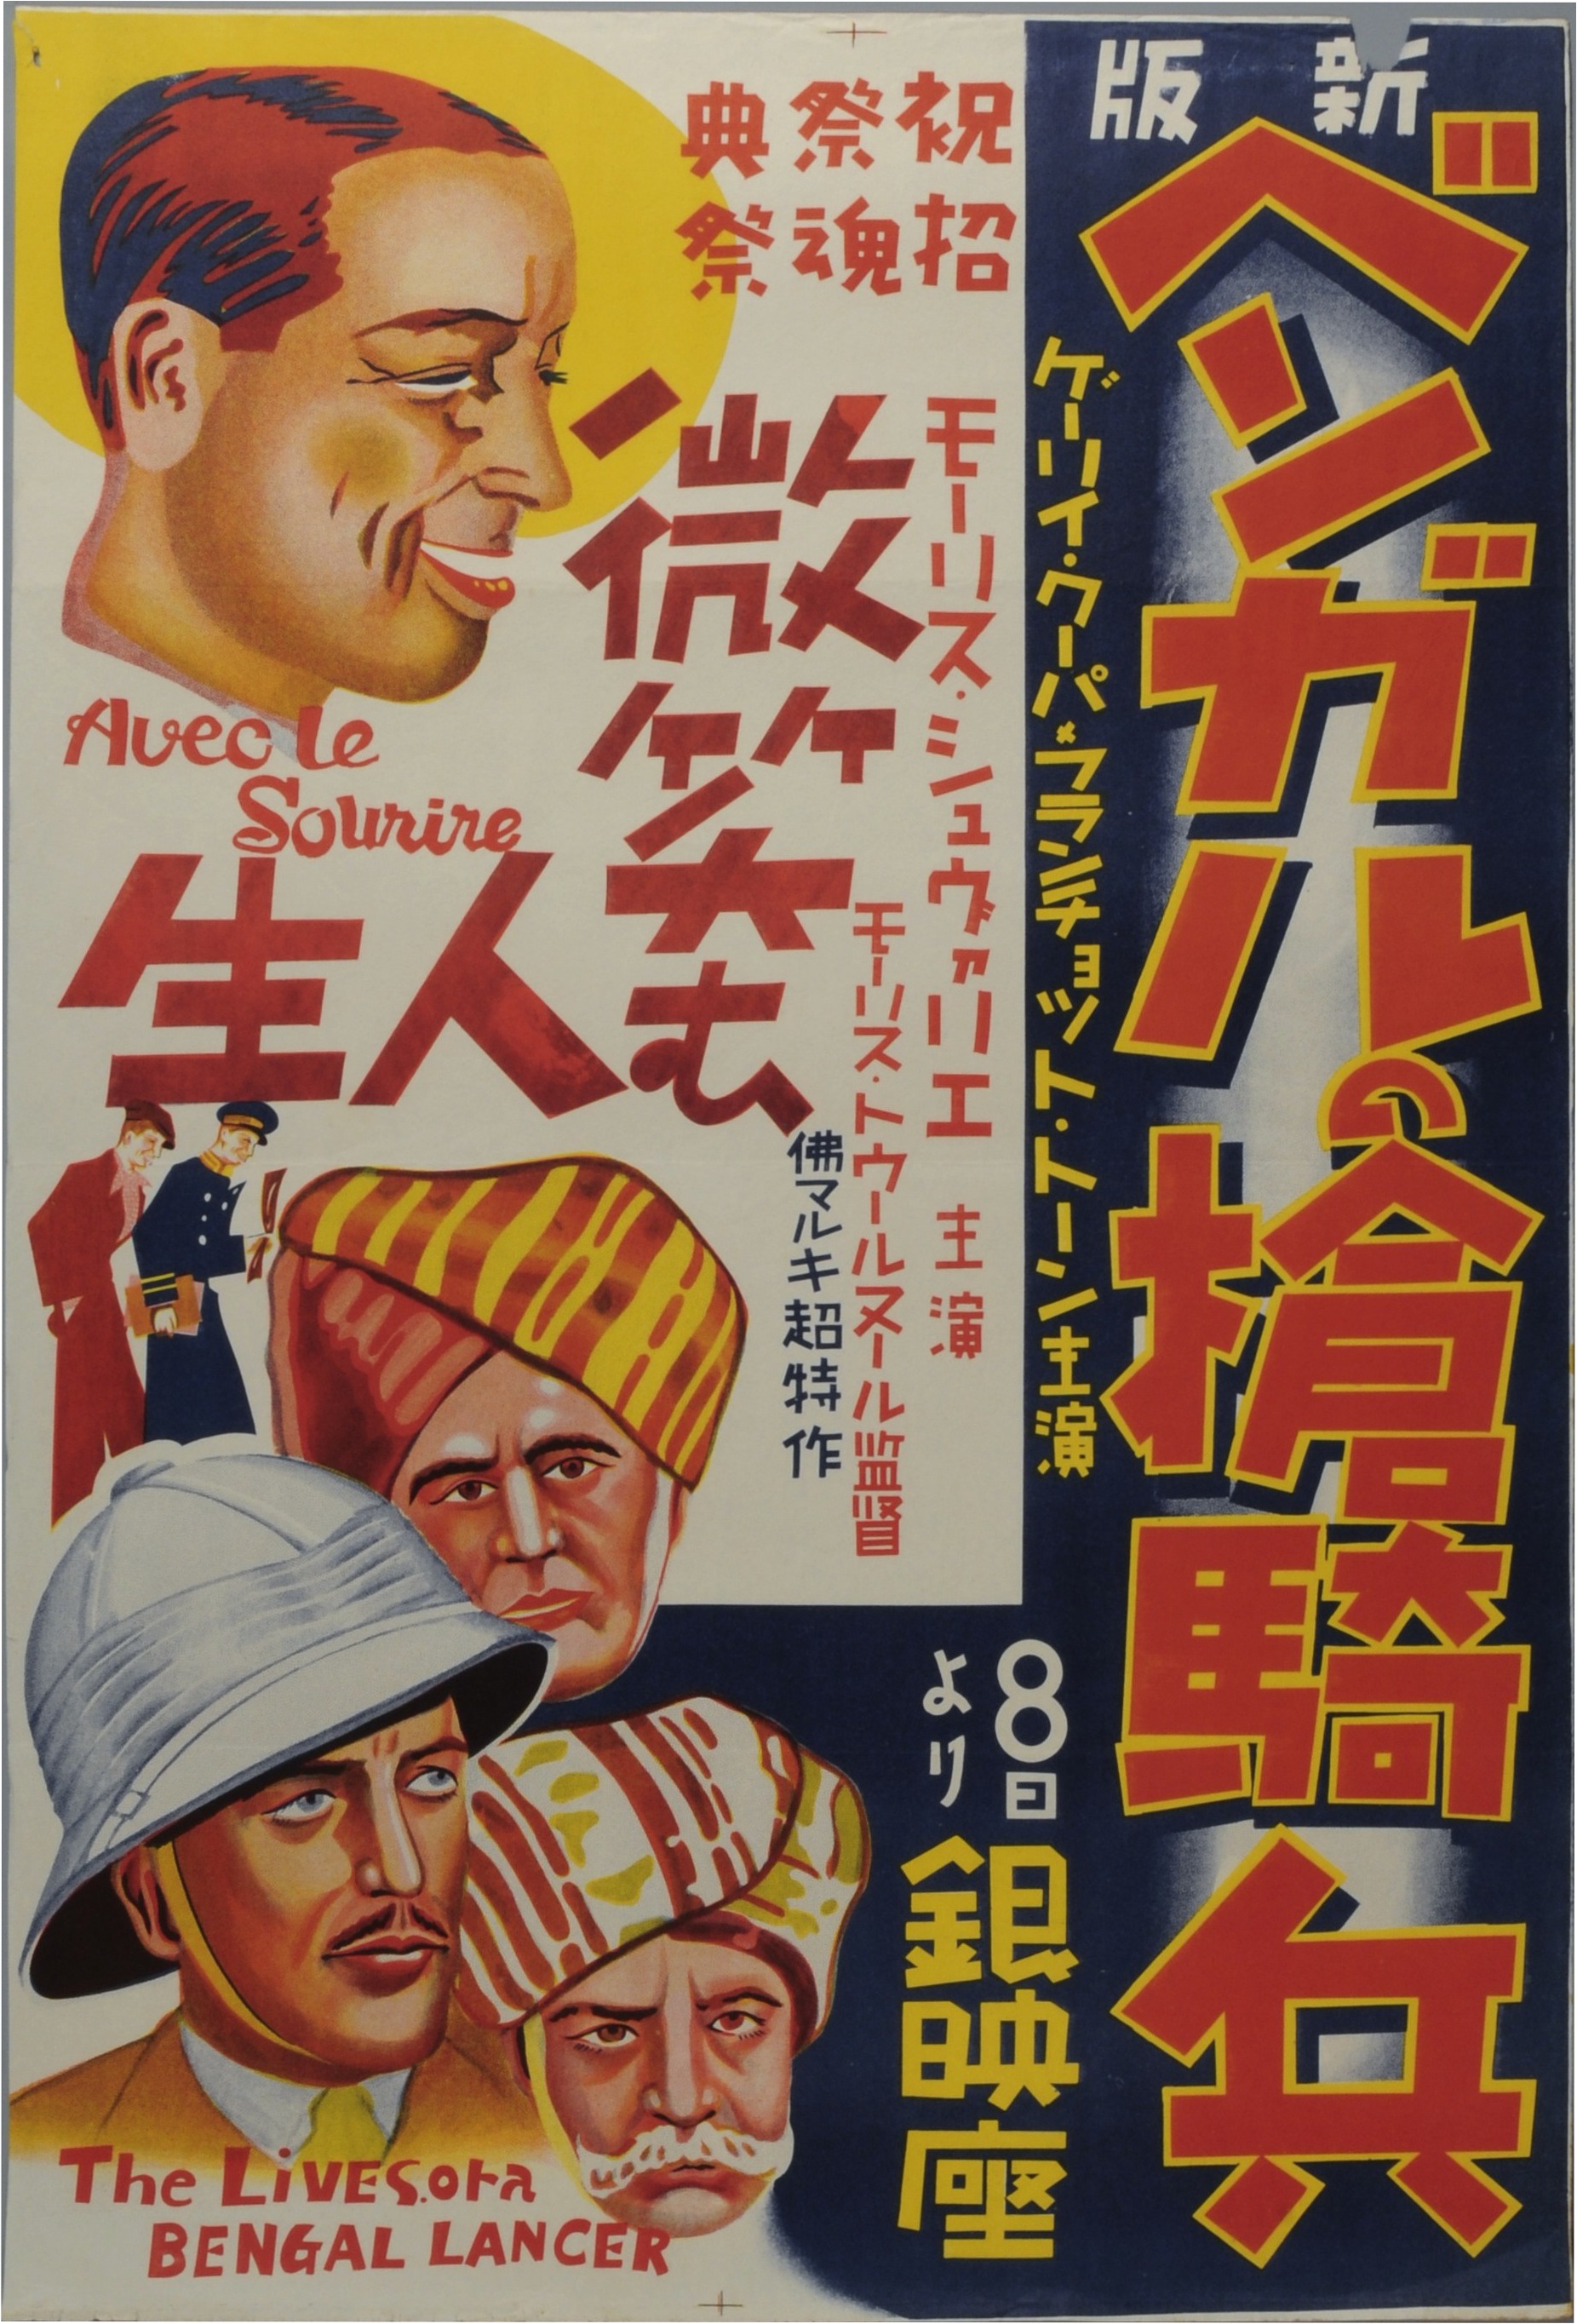 新版
ベンガルの槍騎兵
ゲーリイ・クーパ×フランチョット・トーン主演
祝祭典
招魂祭
モーリス・シュヴァリエ 主演
微笑む人生
モーリス・トウールヌール監督
佛マルキ超特作
Avec le
Sourire
8日より
銀映座
The LIVES.ofa
BENGAL LANCER